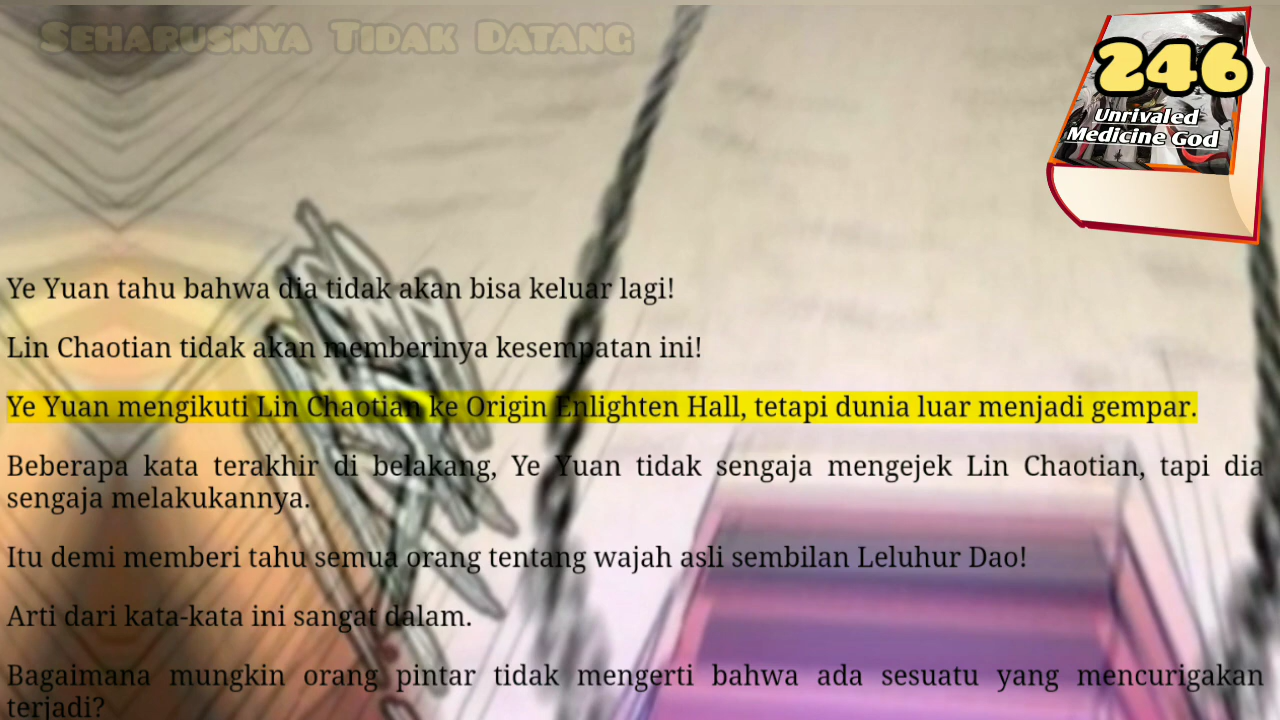 Seharusnya Tidak Datang
246
Unrivaled
Medicine God
Ye Yuan tahu bahwa dia tidak akan bisa keluar lagi!
Lin Chaotian tidak akan memberinya kesempatan ini!
Ye Yuan mengikuti Lin Chaotian ke Origin Enlighten Hall, tetapi dunia luar menjadi gempar.
Beberapa kata terakhir di belakang, Ye Yuan tidak sengaja mengejek Lin Chaotian, tapi dia
sengaja melakukannya.
Itu demi memberi tahu semua orang tentang wajah asli sembilan Leluhur Dao!
Arti dari kata-kata ini sangat dalam.
Bagaimana mungkin orang pintar tidak mengerti bahwa ada sesuatu yang mencurigakan
terjadi?